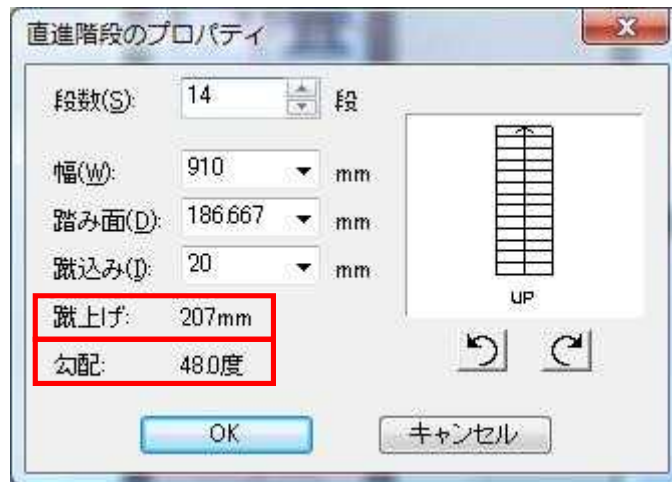 直進階段のプロパティ
段数(S): 14 段
幅(W): 910 mm
踏み面(D): 186.667 mm
蹴込み(I): 20 mm
蹴上げ: 207mm
勾配: 48.0度
UP
OK キャンセル